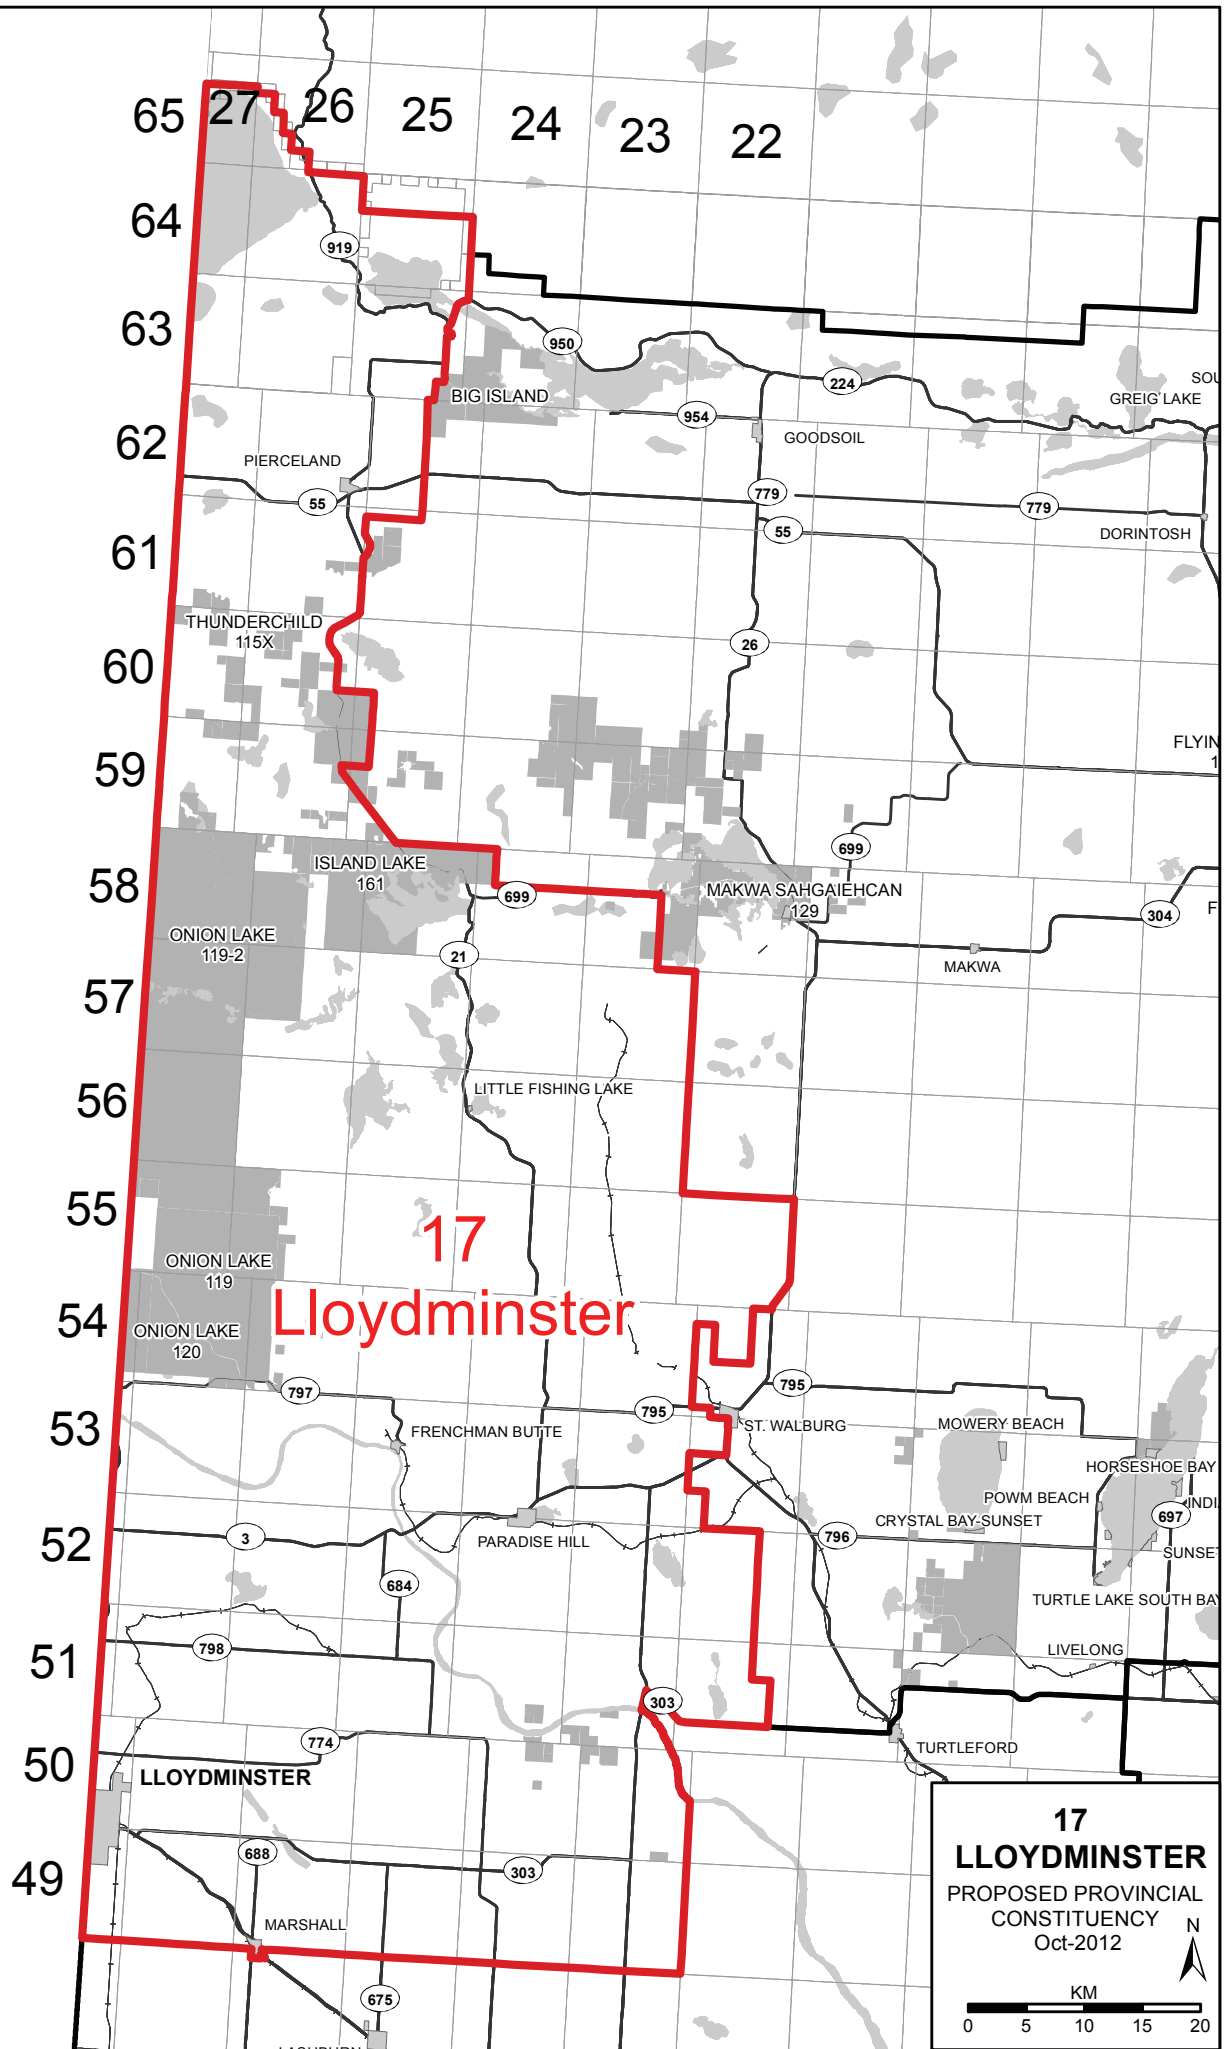 65
27
26
25
24
23
22
64
919
63
950
224
BIG ISLAND
GREIG LAKE
954
62
GOODSOIL
PIERCELAND
55
779
779
55
DORINTOSH
61
THUNDERCHILD
115X
26
60
59
699
ISLAND LAKE
161
58
699
MAKWA SAHGAIEHCAN
129
304
ONION LAKE
119-2
21
MAKWA
57
LITTLE FISHING LAKE
56
55
17
Lloydminster
ONION LAKE
119
54
ONION LAKE
120
797
795
795
53
FRENCHMAN BUTTE
ST. WALBURG
MOWERY BEACH
HORSESHOE BAY
POWM BEACH
CRYSTAL BAY-SUNSET
697
52
3
PARADISE HILL
796
684
TURTLE LAKE SOUTH BAY
798
51
LIVELONG
303
774
50
TURTLEFORD
LLOYDMINSTER
688
303
49
MARSHALL
675
17
LLOYDMINSTER
PROPOSED PROVINCIAL
CONSTITUENCY
Oct-2012
N
KM
0 5 10 15 20